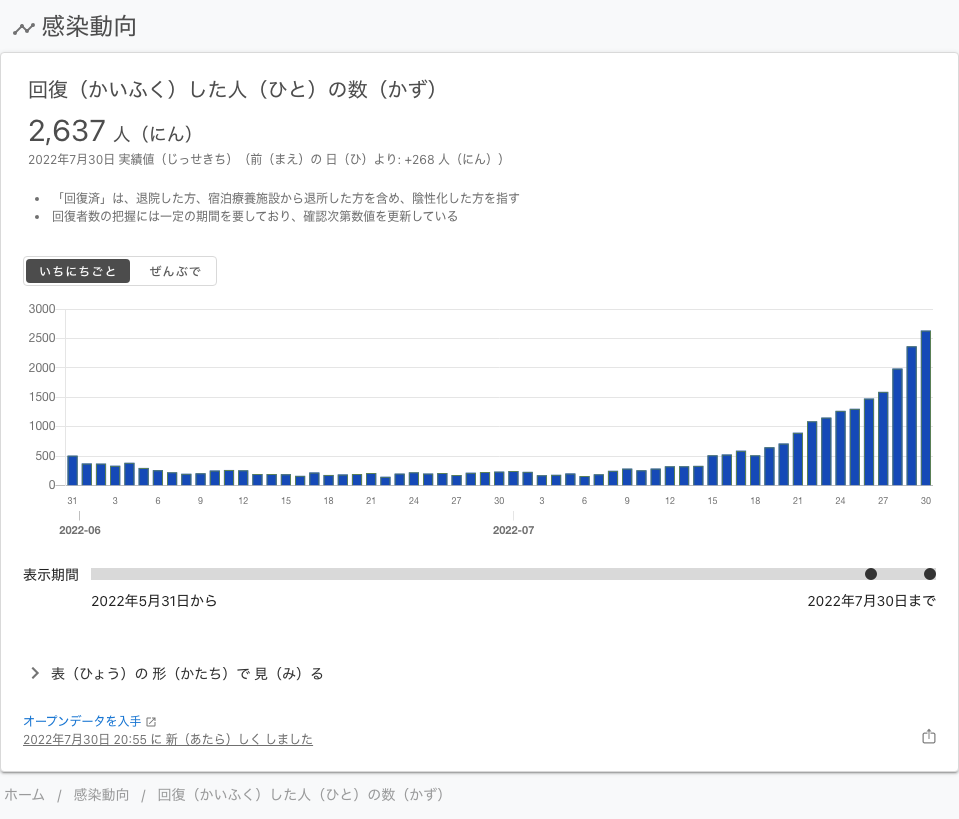 感染動向
回復（かいふく）した人（ひと）の数（かず）
2,637 人（にん）
2022年7月30日 実績値（じっせきち）（前（まえ）の 日（ひ）より: +268 人（にん））
「回復済」は、退院した方、宿泊療養施設から退所した方を含め、陰性化した方を指す
回復者数の把握には一定の期間を要しており、確認次第数値を更新している
いちにちごと ぜんぶで
3000
2500
2000
1500
1000
500
0
31 3 6 9 12 15 18 21 24 27 30 3 6 9 12 15 18 21 24 27 30
2022-06 2022-07
表示期間
2022年5月31日から 2022年7月30日まで
表（ひょう）の 形（かたち）で 見（み）る
オープンデータを入手
2022年7月30日 20:55 に 新（あたら）しく しました
ホーム / 感染動向 / 回復（かいふく）した人（ひと）の数（かず）